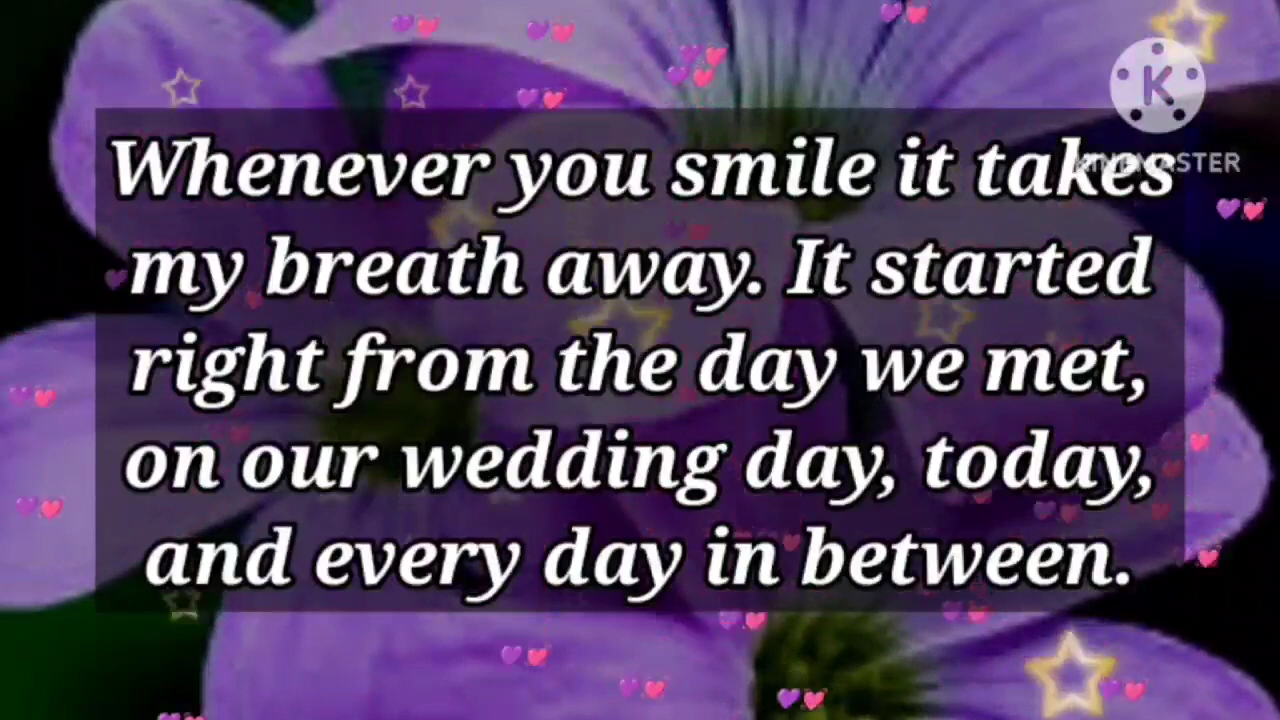 K
KINEMASTER
Whenever you smile it takes
my breath away. It started
right from the day we met,
on our wedding day, today,
and every day in between.